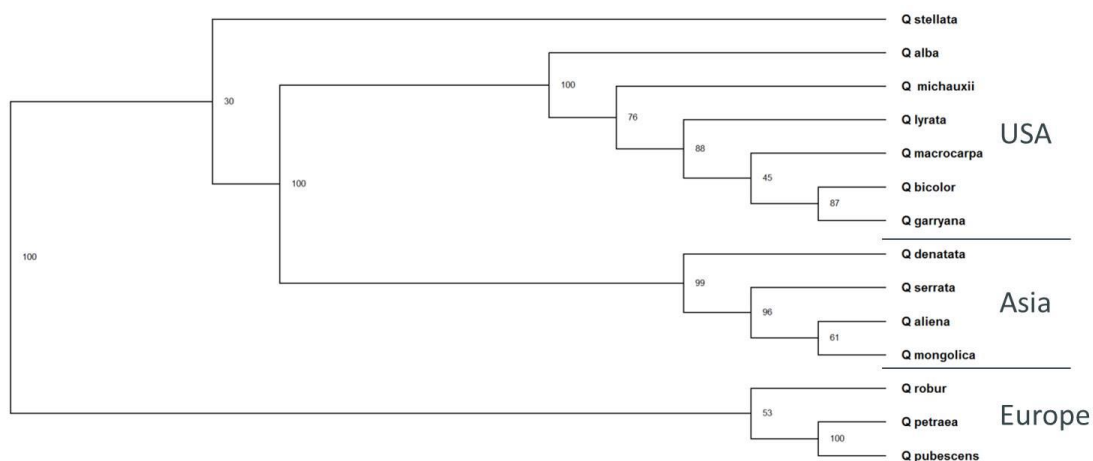 Q stellata
Q alba
100
Q michauxii
30
76
Q lyrata
USA
88
Q macrocarpa
45
100
Q bicolor
87
Q garryana
100
Q denatata
99
Q serrata
Asia
96
Q aliena
61
Q mongolica
Q robur
53
Q petraea
Europe
100
Q pubescens